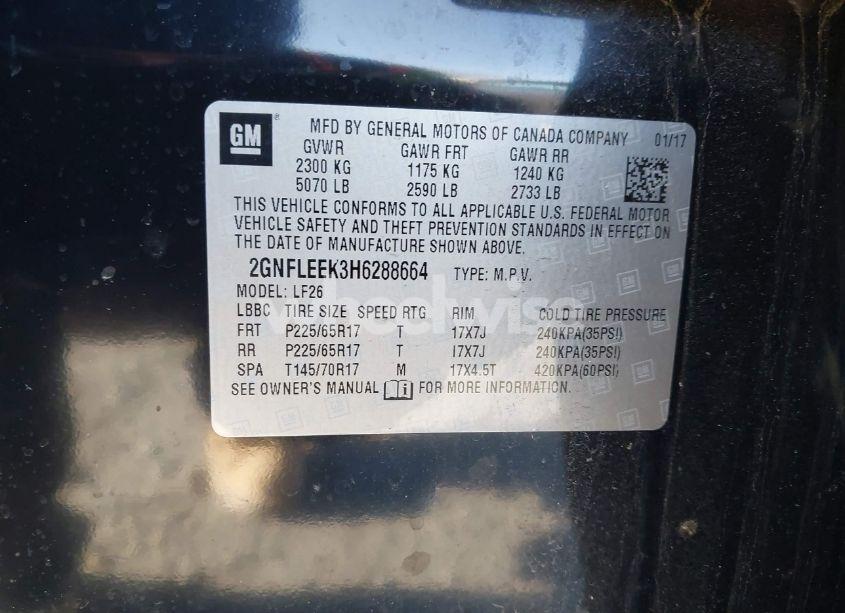 GM ® MFD BY GENERAL MOTORS OF CANADA COMPANY 01/17
GVWR GAWR FRT GAWR RR
2300 KG 1175 KG 1240 KG
5070 LB 2590 LB 2733 LB
THIS VEHICLE CONFORMS TO ALL APPLICABLE U.S. FEDERAL MOTOR
VEHICLE SAFETY AND THEFT PREVENTION STANDARDS IN EFFECT ON
THE DATE OF MANUFACTURE SHOWN ABOVE.
2GNFLEEK3H6288664 TYPE: M.P.V.
MODEL: LF26
LBBC TIRE SIZE SPEED RTG RIM COLD TIRE PRESSURE
FRT P225/65R17 T 17X7J 240KPA(35PSI)
RR P225/65R17 T 17X7J 240KPA(35PSI)
SPA T145/70R17 M 17X4.5T 420KPA(60PSI)
SEE OWNER'S MANUAL FOR MORE INFORMATION.